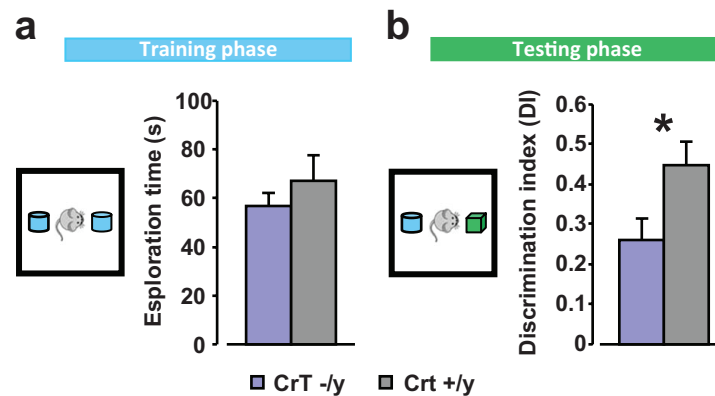 a
Training phase
b
Testing phase
Esploration time (s)
100
80
60
40
20
0
Discrimination index (DI)
0.6
0.5
0.4
0.3
0.2
0.1
0
*
CrT -/y
Crt +/y